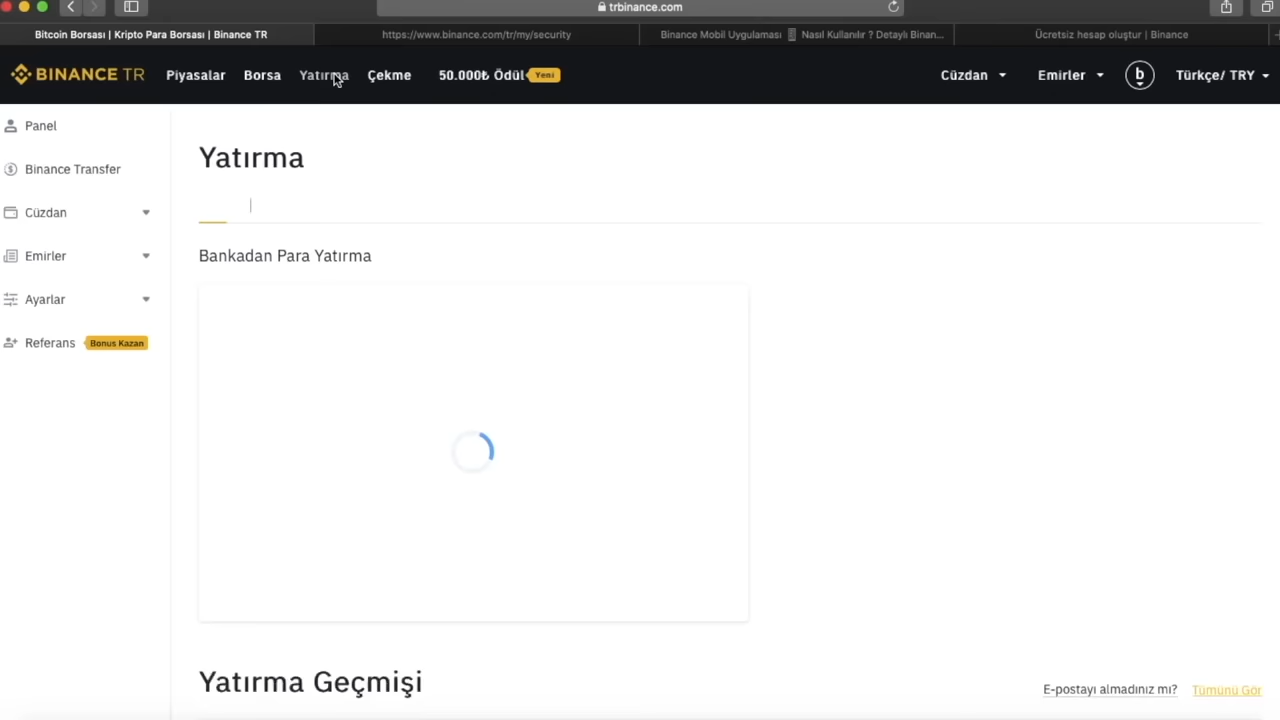 trbinance.com
Bitcoin Borsası | Kripto Para Borsası | Binance TR
https://www.binance.com/tr/my/security
Binance Mobil Uygulaması 📱 Nasıl Kullanılır ? Detaylı Binan...
Ücretsiz hesap oluştur | Binance
BINANCE TR
Piyasalar
Borsa
Yatırma
Çekme
50.000₺ Ödül
Yeni
Cüzdan
Emirler
b
Türkçe/ TRY
Panel
Binance Transfer
Cüzdan
Emirler
Ayarlar
Referans
Bonus Kazan
Yatırma
Bankadan Para Yatırma
Yatırma Geçmişi
E-postayı almadınız mı?
Tümünü Gör